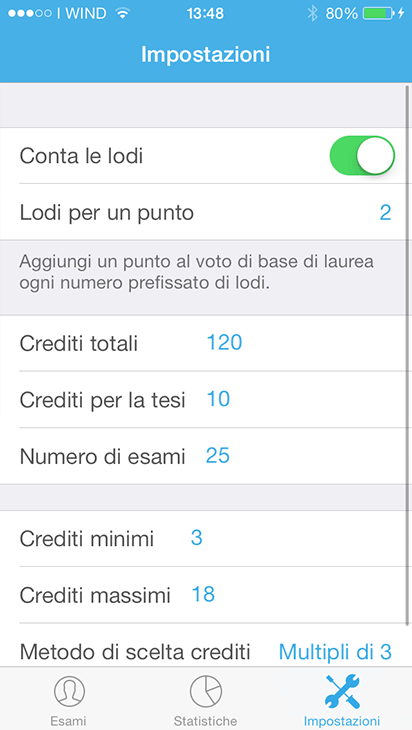 I WIND 13:48 80%
Impostazioni
Conta le lodi
Lodi per un punto 2
Aggiungi un punto al voto di base di laurea
ogni numero prefissato di lodi.
Crediti totali 120
Crediti per la tesi 10
Numero di esami 25
Crediti minimi 3
Crediti massimi 18
Metodo di scelta crediti Multipli di 3
Esami Statistiche Impostazioni